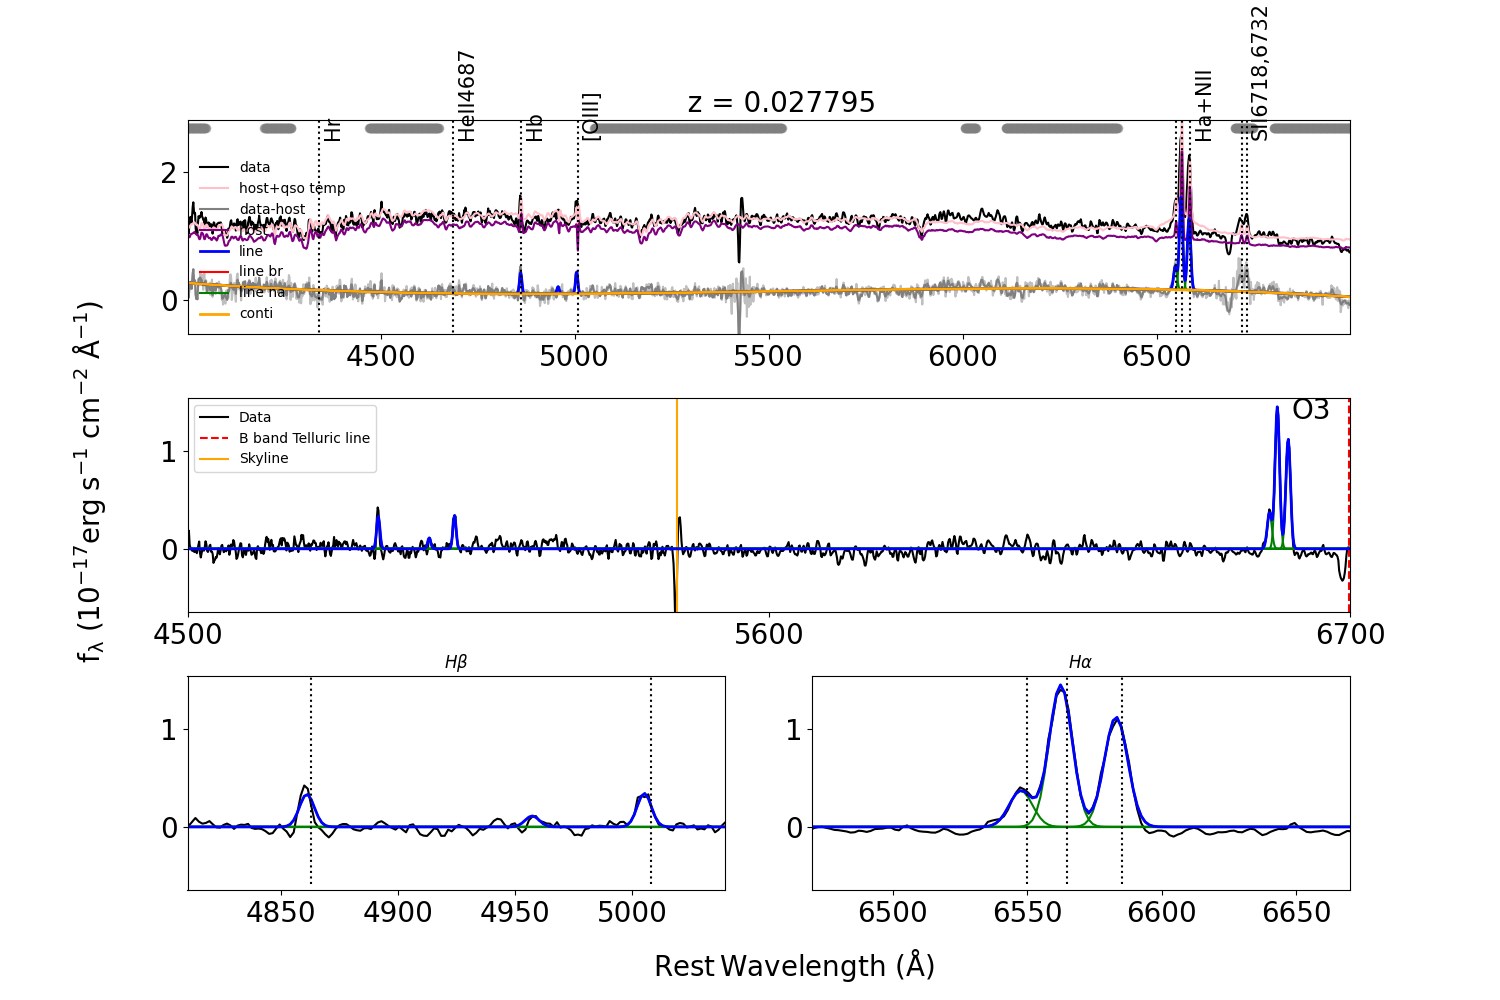 z = 0.027795
Hr
HeII4687
Hb
[OIII]
Ha+NII
SII6718,6732
data
host+qso temp
data-host
host
line
line br
line na
conti
2
0
4500 5000 5500 6000 6500
Data
B band Telluric line
Skyline
O3
1
0
4500 5600 6700
fλ (10⁻¹⁷erg s⁻¹ cm⁻² Å⁻¹)
Hβ
1
0
4850 4900 4950 5000
Hα
1
0
6500 6550 6600 6650
Rest Wavelength (Å)